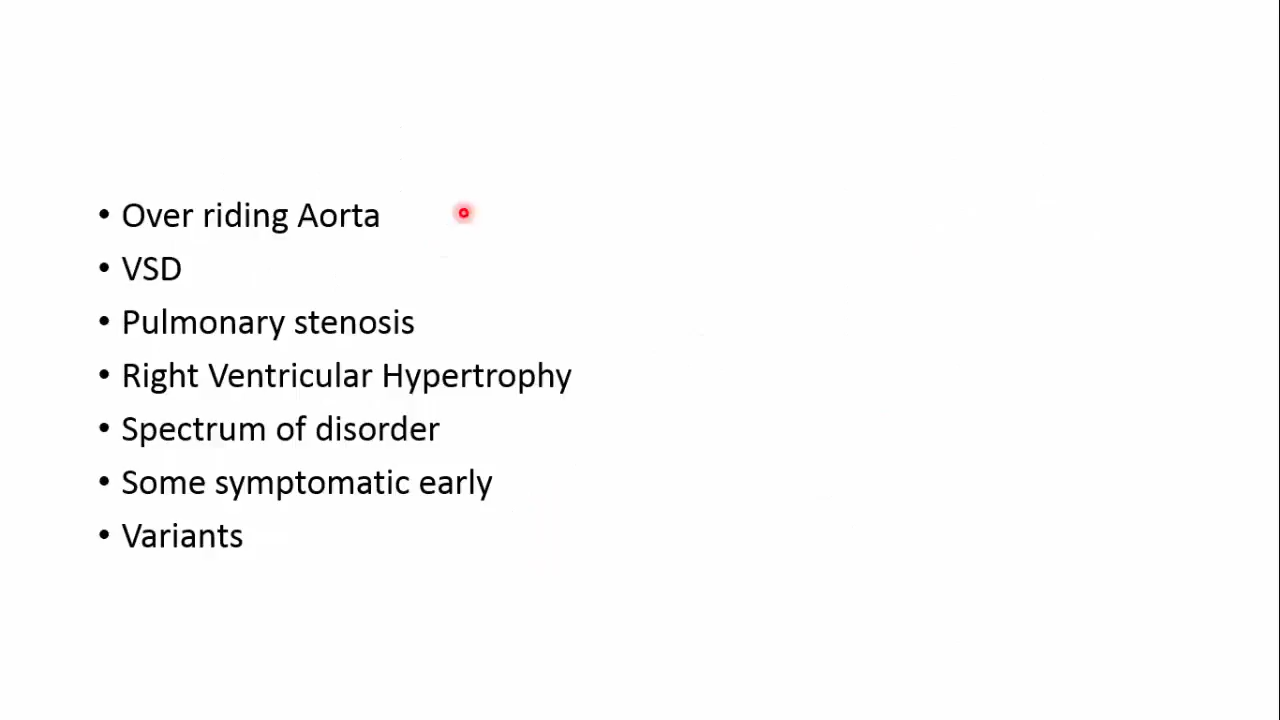 • Over riding Aorta
• VSD
• Pulmonary stenosis
• Right Ventricular Hypertrophy
• Spectrum of disorder
• Some symptomatic early
• Variants